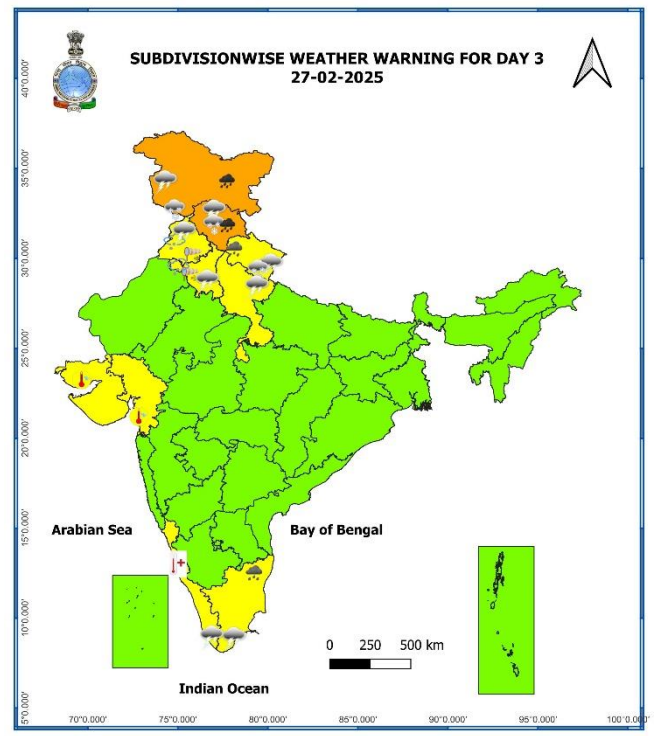 SUBDIVISIONWISE WEATHER WARNING FOR DAY 3
27-02-2025
40°0.000'
35°0.000'
30°0.000'
25°0.000'
20°0.000'
Arabian Sea
Bay of Bengal
15°0.000'
10°0.000'
0 250 500 km
Indian Ocean
5°0.000'
70°0.000' 75°0.000' 80°0.000' 85°0.000' 90°0.000' 95°0.000' 100°0.000'